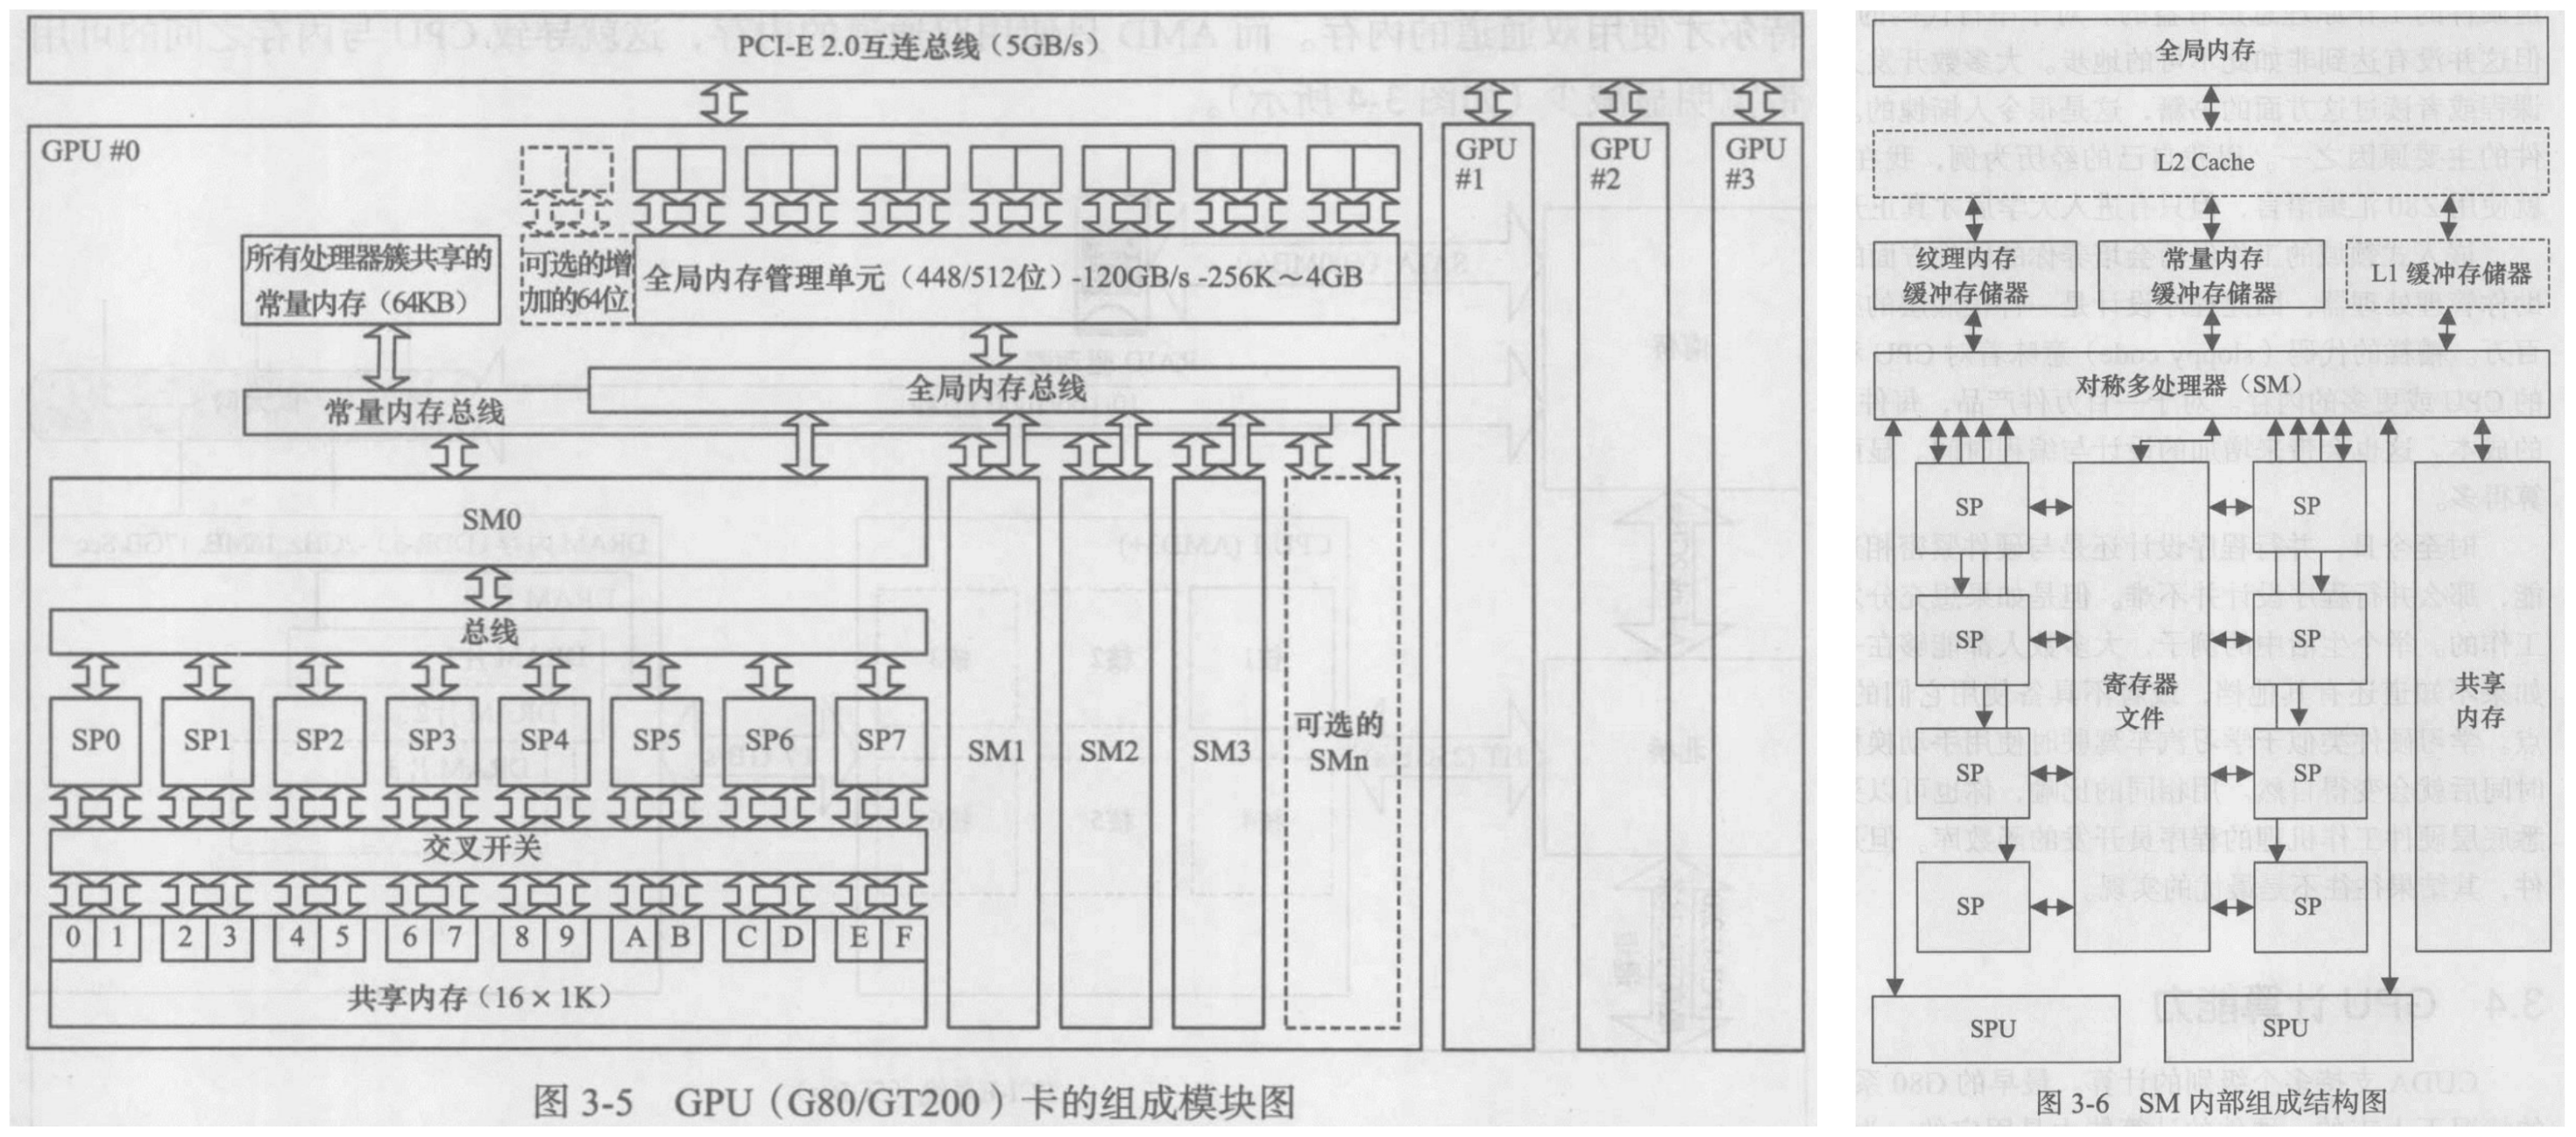 PCI-E 2.0互连总线（5GB/s）
GPU #0
GPU
#1
GPU
#2
GPU
#3
所有处理器簇共享的
常量内存（64KB）
可选的增
加的64位
全局内存管理单元（448/512位）-120GB/s -256K～4GB
全局内存总线
常量内存总线
SM0
总线
SP0
SP1
SP2
SP3
SP4
SP5
SP6
SP7
SM1
SM2
SM3
可选的
SMn
交叉开关
0 1 2 3 4 5 6 7 8 9 A B C D E F
共享内存（16 × 1K）
图 3-5 GPU（G80/GT200）卡的组成模块图
全局内存
L2 Cache
纹理内存
缓冲存储器
常量内存
缓冲存储器
L1 缓冲存储器
对称多处理器（SM）
SP
SP
SP
SP
寄存器
文件
SP
SP
SP
SP
共享
内存
SPU
SPU
图 3-6 SM 内部组成结构图